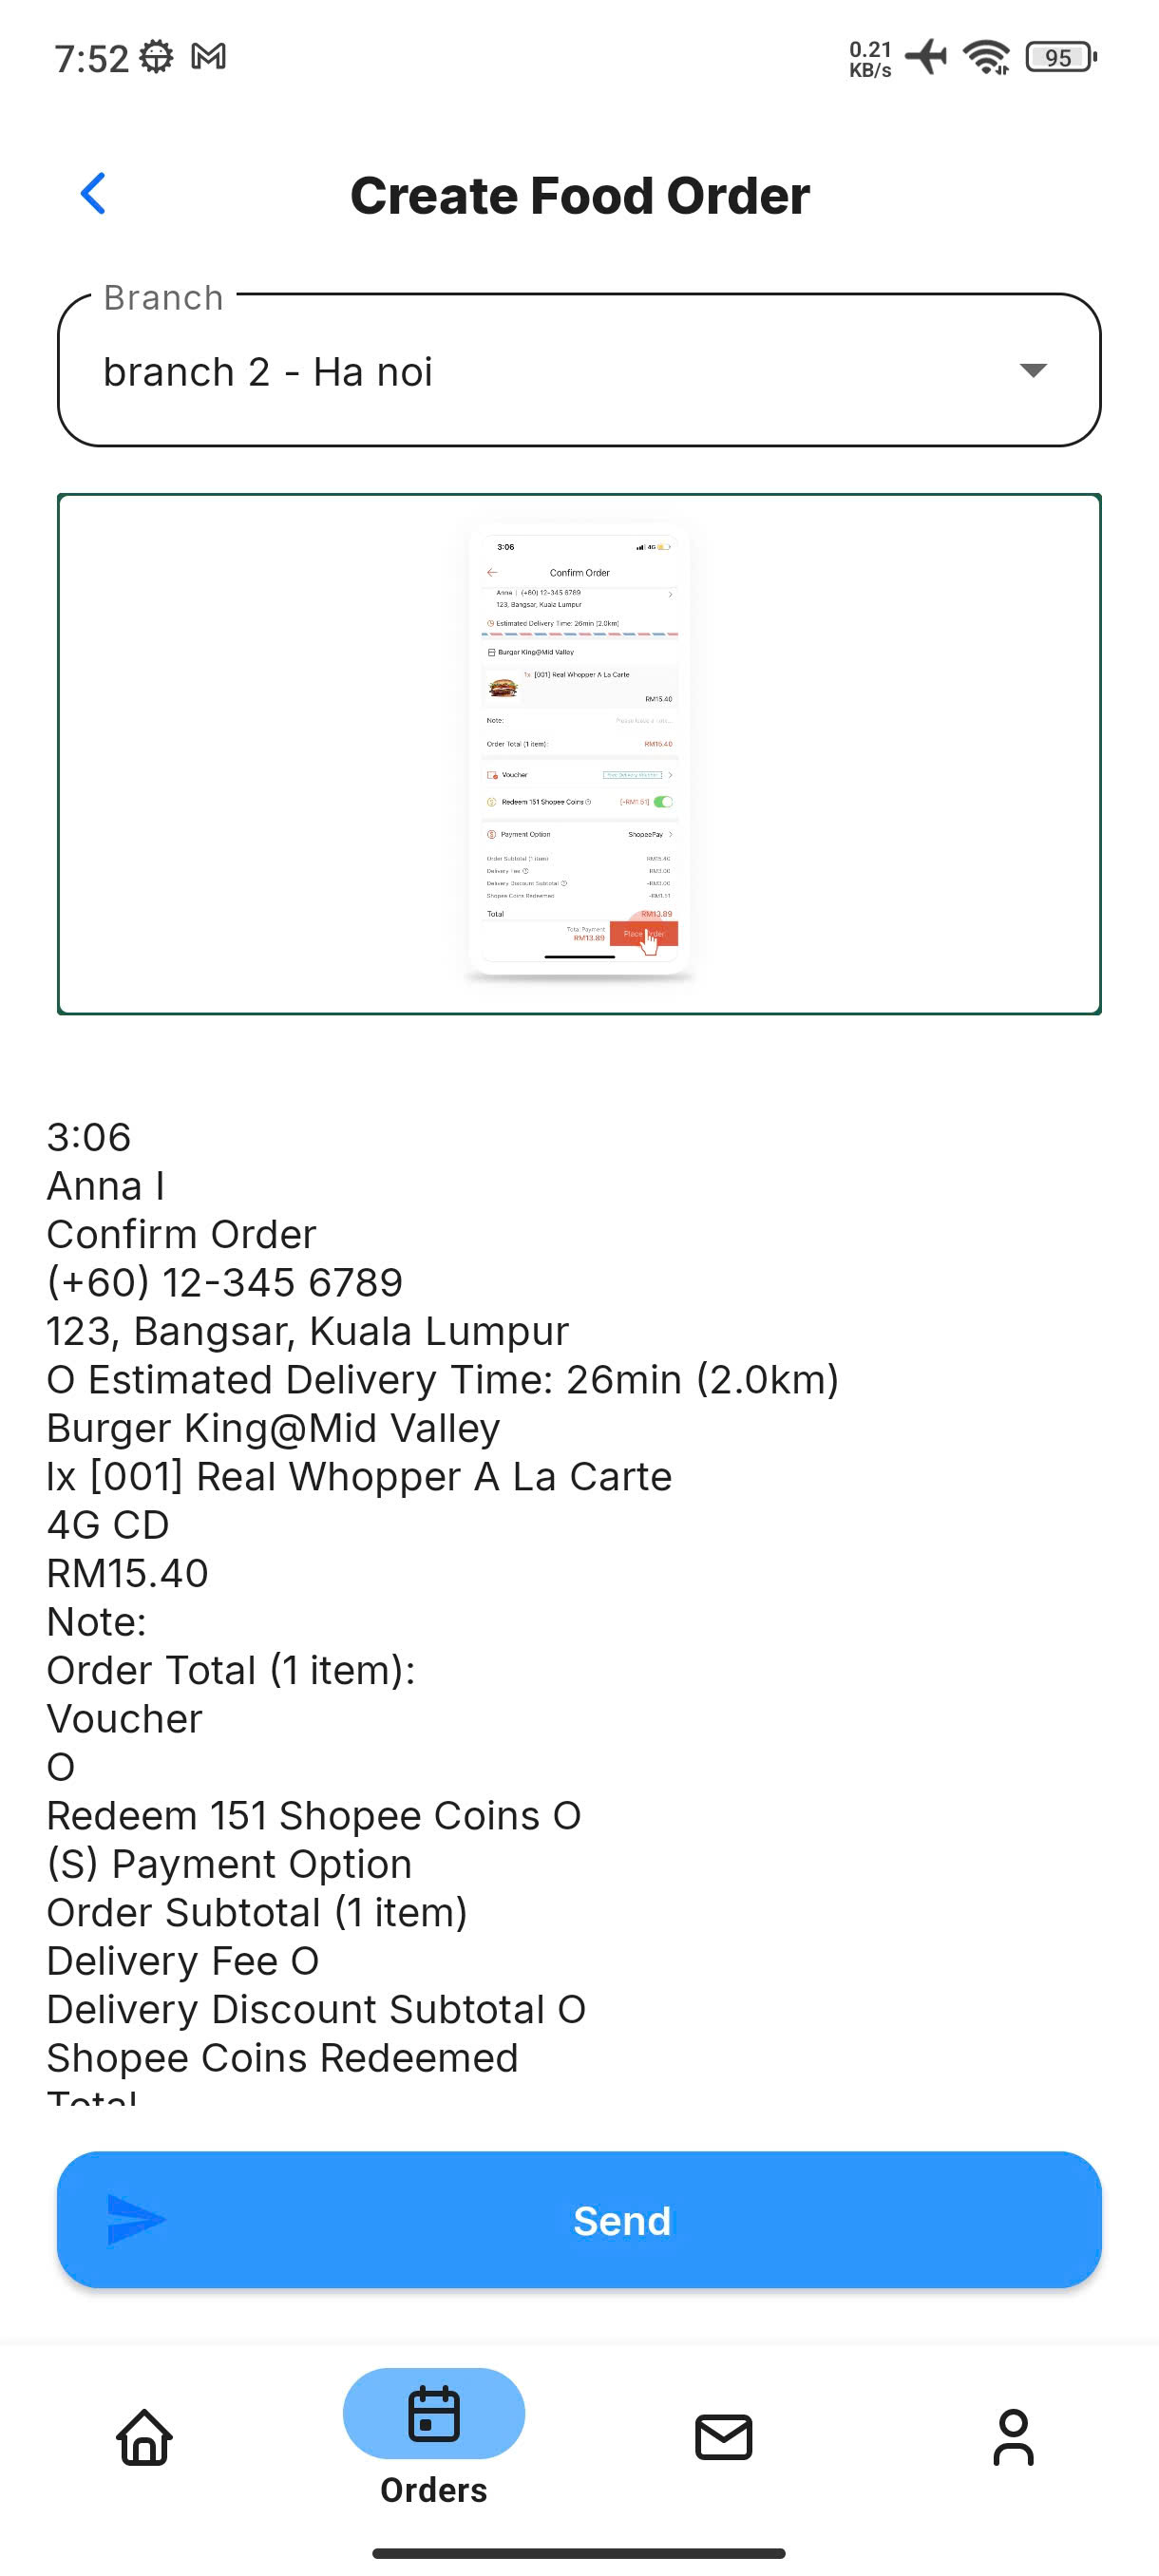 7:52
0.21
KB/s
95
Create Food Order
Branch
branch 2 - Ha noi
3:06
4G
Confirm Order
Anna | (+60) 12-345 6789
123, Bangsar, Kuala Lumpur
Estimated Delivery Time: 26min (2.0km)
Burger King@Mid Valley
1x [001] Real Whopper A La Carte
RM15.40
Note:
Order Total (1 item): RM15.40
Voucher
Redeem 151 Shopee Coins [-RM1.51]
Payment Option ShopeePay
Order Subtotal (1 item) RM15.40
Delivery Fee
Delivery Discount Subtotal
Shopee Coins Redeemed -RM1.51
Total RM13.89
Total Payment
RM13.89
Place
3:06
Anna I
Confirm Order
(+60) 12-345 6789
123, Bangsar, Kuala Lumpur
O Estimated Delivery Time: 26min (2.0km)
Burger King@Mid Valley
lx [001] Real Whopper A La Carte
4G CD
RM15.40
Note:
Order Total (1 item):
Voucher
O
Redeem 151 Shopee Coins O
(S) Payment Option
Order Subtotal (1 item)
Delivery Fee O
Delivery Discount Subtotal O
Shopee Coins Redeemed
Total
Send
Orders